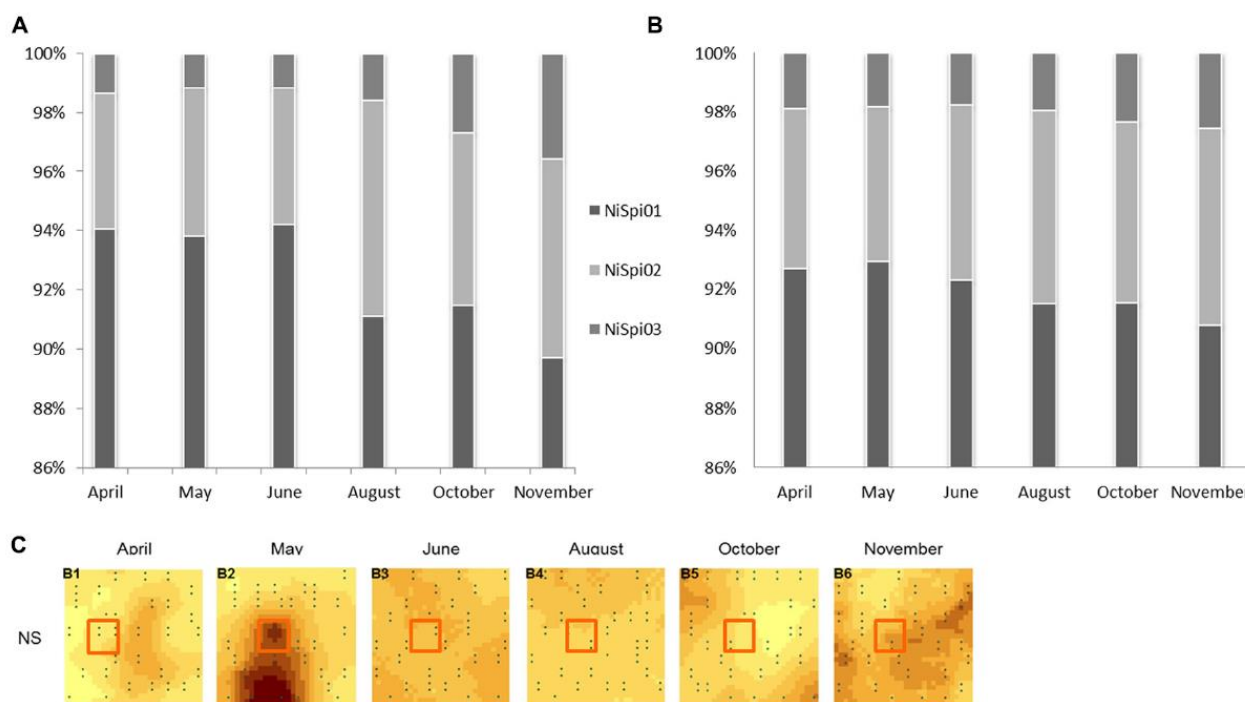 A
100%
98%
96%
94%
92%
90%
88%
86%
April May June August October November
NiSpi01
NiSpi02
NiSpi03
B
100%
98%
96%
94%
92%
90%
88%
86%
April May June August October November
C
April May June August October November
B1 B2 B3 B4 B5 B6
NS